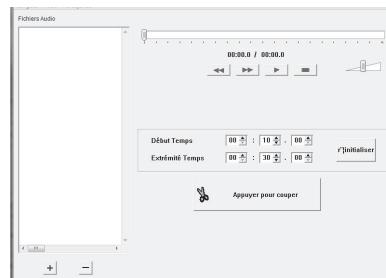 Fichiers Audio
00:00.0 / 00:00.0
Début Temps 00 : 10 . 00
Extrémité Temps 00 : 30 . 00
r'']initialiser
Appuyer pour couper
+ −